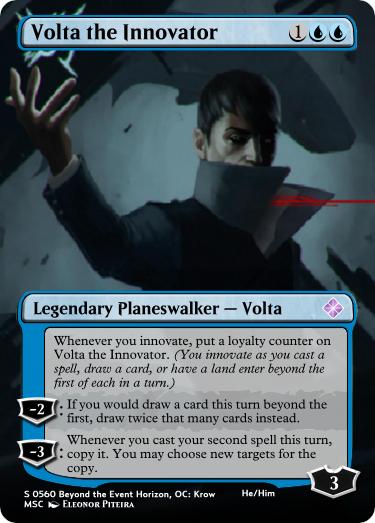 Volta the Innovator 1
Legendary Planeswalker — Volta
Whenever you innovate, put a loyalty counter on
Volta the Innovator. (You innovate as you cast a
spell, draw a card, or have a land enter beyond the
first of each in a turn.)
-2: If you would draw a card this turn beyond the
first, draw twice that many cards instead.
-3: Whenever you cast your second spell this turn,
copy it. You may choose new targets for the
copy.
3
S 0560 Beyond the Event Horizon, OC: Krow He/Him
MSC Eleonor Piteira